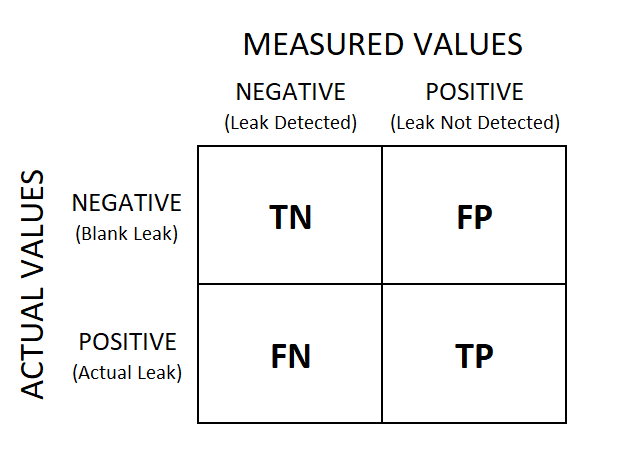 MEASURED VALUES
NEGATIVE
(Leak Detected)
POSITIVE
(Leak Not Detected)
ACTUAL VALUES
NEGATIVE
(Blank Leak)
TN
FP
POSITIVE
(Actual Leak)
FN
TP